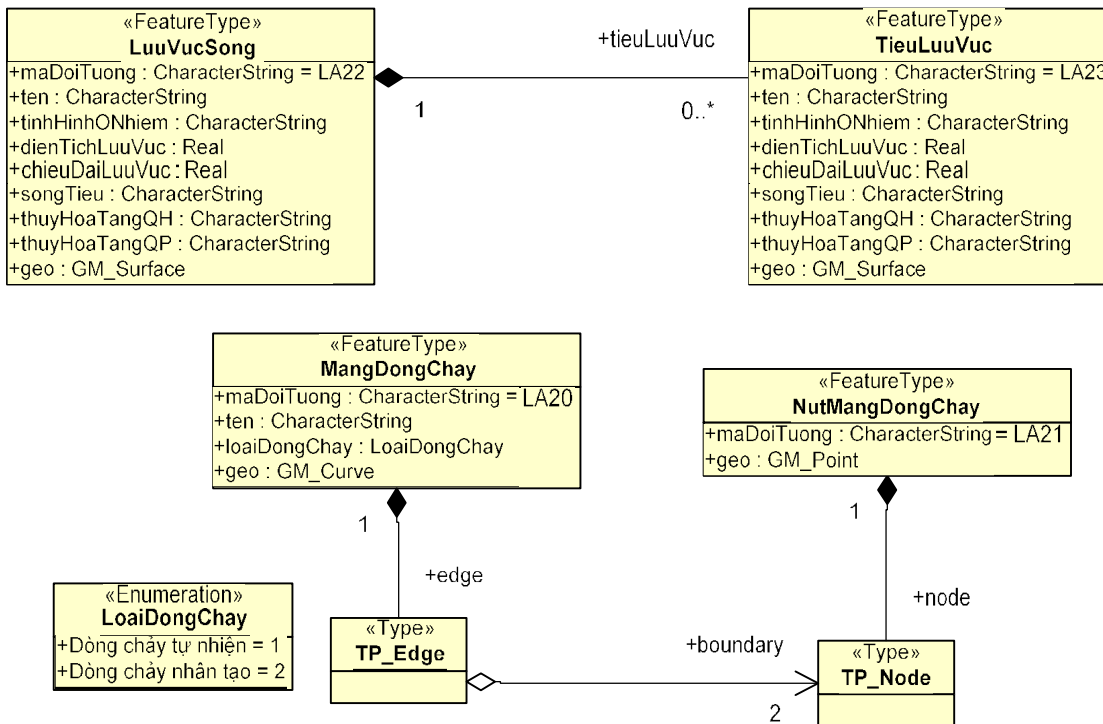 «FeatureType»
LuuVucSong
+maDoiTuong : CharacterString = LA22
+ten : CharacterString
+tinhHinhONhiem : CharacterString
+dienTichLuuVuc : Real
+chieuDaiLuuVuc : Real
+songTieu : CharacterString
+thuyHoaTangQH : CharacterString
+thuyHoaTangQP : CharacterString
+geo : GM_Surface
+tieuLuuVuc
1
0..*
«FeatureType»
TieuLuuVuc
+maDoiTuong : CharacterString = LA23
+ten : CharacterString
+tinhHinhONhiem : CharacterString
+dienTichLuuVuc : Real
+chieuDaiLuuVuc : Real
+songTieu : CharacterString
+thuyHoaTangQH : CharacterString
+thuyHoaTangQP : CharacterString
+geo : GM_Surface
«FeatureType»
MangDongChay
+maDoiTuong : CharacterString = LA20
+ten : CharacterString
+loaiDongChay : LoaiDongChay
+geo : GM_Curve
«FeatureType»
NutMangDongChay
+maDoiTuong : CharacterString = LA21
+geo : GM_Point
1
1
+edge
+node
«Enumeration»
LoaiDongChay
+Dòng chảy tự nhiện = 1
+Dòng chảy nhân tạo = 2
«Type»
TP_Edge
+boundary
2
«Type»
TP_Node